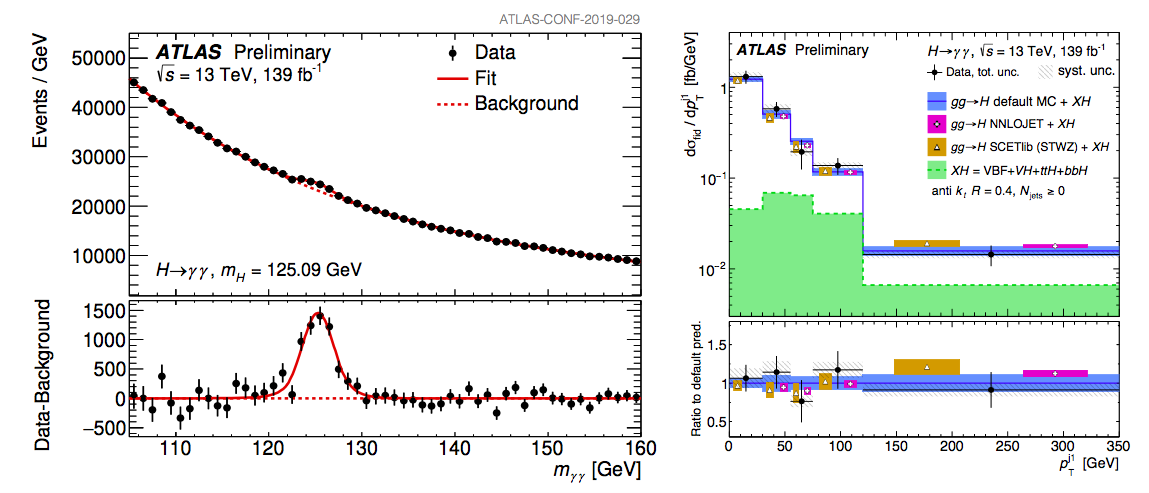 ATLAS-CONF-2019-029
Events / GeV
50000
40000
30000
20000
10000
ATLAS Preliminary
√s = 13 TeV, 139 fb⁻¹
Data
Fit
Background
H→γγ, m_H = 125.09 GeV
Data-Background
1500
1000
500
0
−500
110 120 130 140 150 160
m_γγ [GeV]
dσ_fid / dp_T^j1 [fb/GeV]
1
10⁻¹
10⁻²
ATLAS Preliminary
H→γγ, √s = 13 TeV, 139 fb⁻¹
Data, tot. unc. syst. unc.
gg→H default MC + XH
gg→H NNLOJET + XH
gg→H SCETlib (STWZ) + XH
XH = VBF+VH+ttH+bbH
anti k_t R = 0.4, N_jets ≥ 0
Ratio to default pred.
1.5
1
0.5
0 50 100 150 200 250 300 350
p_T^j1 [GeV]